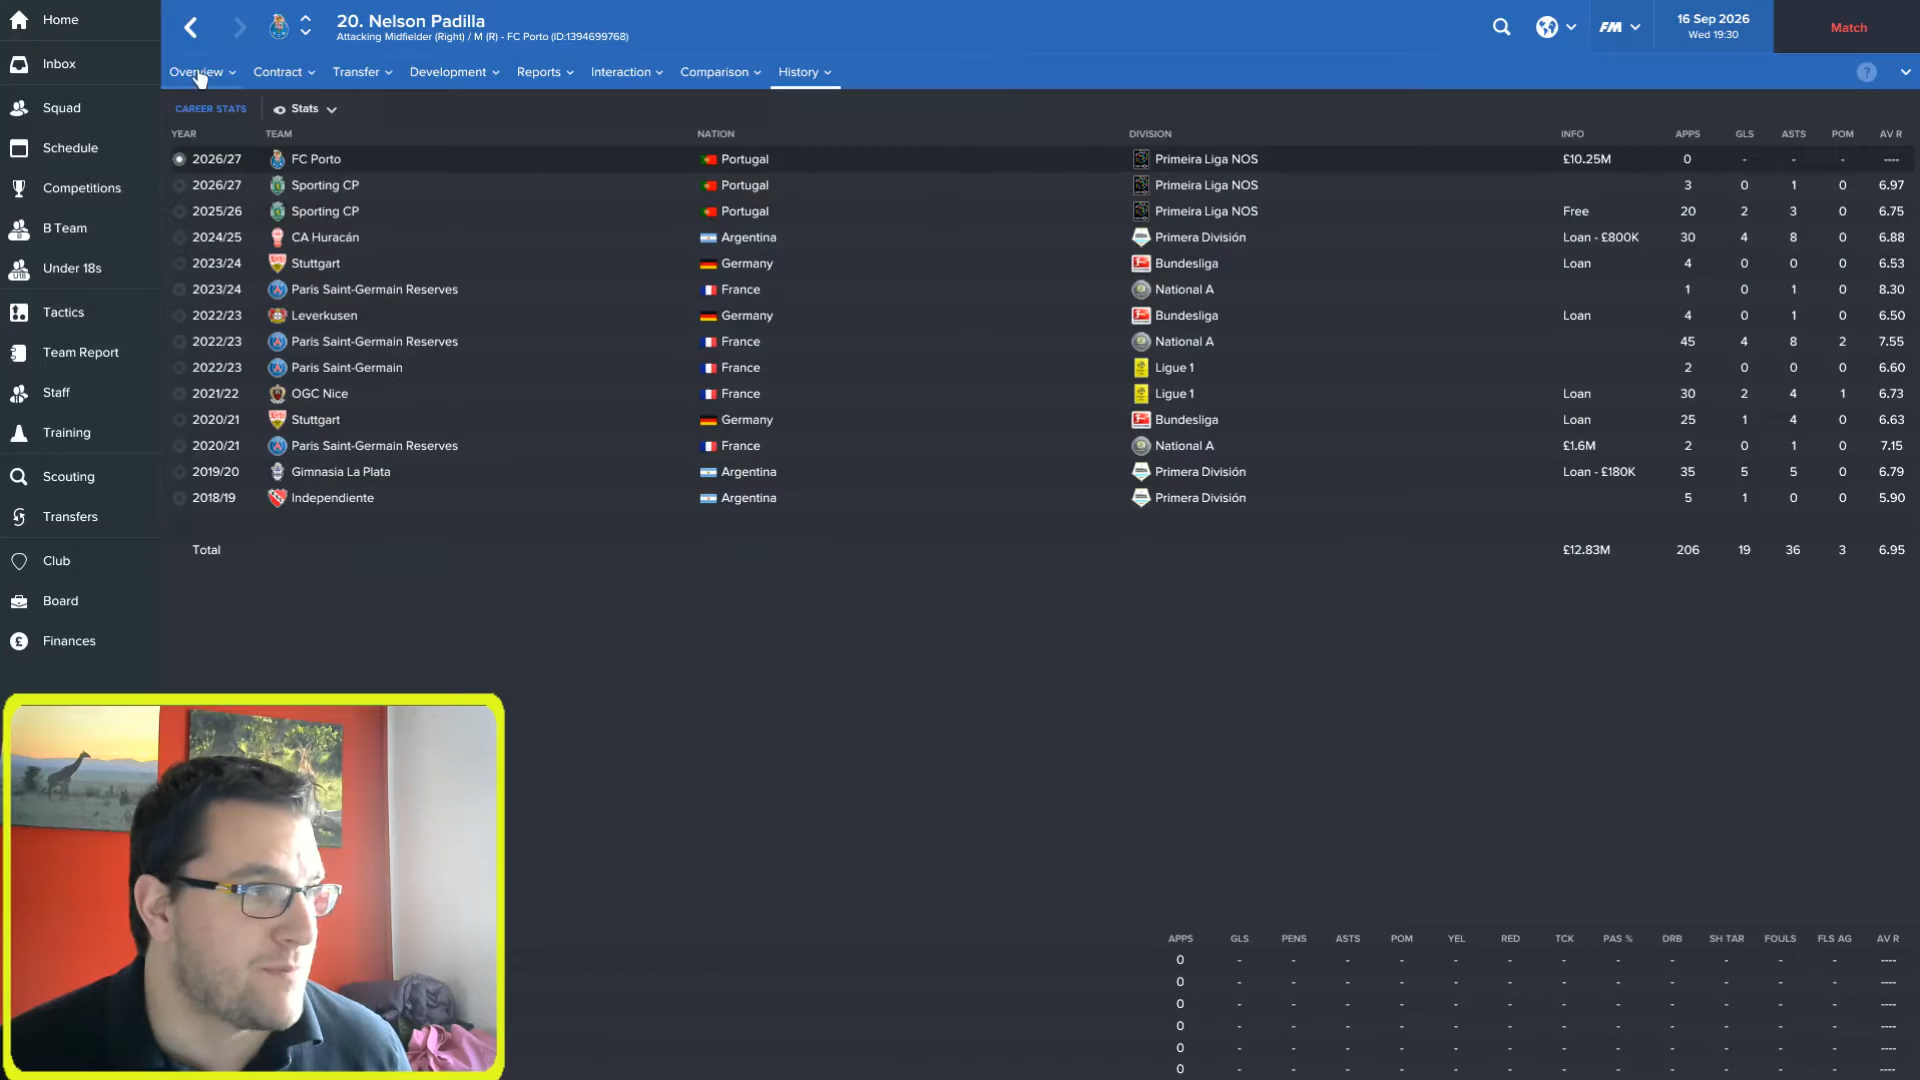 Home
20. Nelson Padilla
Attacking Midfielder (Right) / M (R) - FC Porto (ID:1394699768)
FM
16 Sep 2026
Wed 19:30
Match
Inbox
Overview Contract Transfer Development Reports Interaction Comparison History ?
Squad
Schedule
Competitions
B Team
Under 18s
U18
Tactics
Team Report
Staff
Training
Scouting
Transfers
Club
Board
Finances
CAREER STATS Stats
YEAR TEAM NATION DIVISION INFO APPS GLS ASTS POM AV R
2026/27 FC Porto Portugal Primeira Liga NOS £10.25M 0 - - - ----
2026/27 Sporting CP Portugal Primeira Liga NOS 3 0 1 0 6.97
2025/26 Sporting CP Portugal Primeira Liga NOS Free 20 2 3 0 6.75
2024/25 CA Huracán Argentina Primera División Loan - £800K 30 4 8 0 6.88
2023/24 Stuttgart Germany Bundesliga Loan 4 0 0 0 6.53
2023/24 Paris Saint-Germain Reserves France National A 1 0 1 0 8.30
2022/23 Leverkusen Germany Bundesliga Loan 4 0 1 0 6.50
2022/23 Paris Saint-Germain Reserves France National A 45 4 8 2 7.55
2022/23 Paris Saint-Germain France Ligue 1 2 0 0 0 6.60
2021/22 OGC Nice France Ligue 1 Loan 30 2 4 1 6.73
2020/21 Stuttgart Germany Bundesliga Loan 25 1 4 0 6.63
2020/21 Paris Saint-Germain Reserves France National A £1.6M 2 0 1 0 7.15
2019/20 Gimnasia La Plata Argentina Primera División Loan - £180K 35 5 5 0 6.79
2018/19 Independiente Argentina Primera División 5 1 0 0 5.90
Total £12.83M 206 19 36 3 6.95
APPS GLS PENS ASTS POM YEL RED TCK PAS % DRB SH TAR FOULS FLS AG AV R
0 - - - - - - - - - - - - ----
0 - - - - - - - - - - - - ----
0 - - - - - - - - - - - - ----
0 - - - - - - - - - - - - ----
0 - - - - - - - - - - - - ----
0 - - - - - - - - - - - - ----